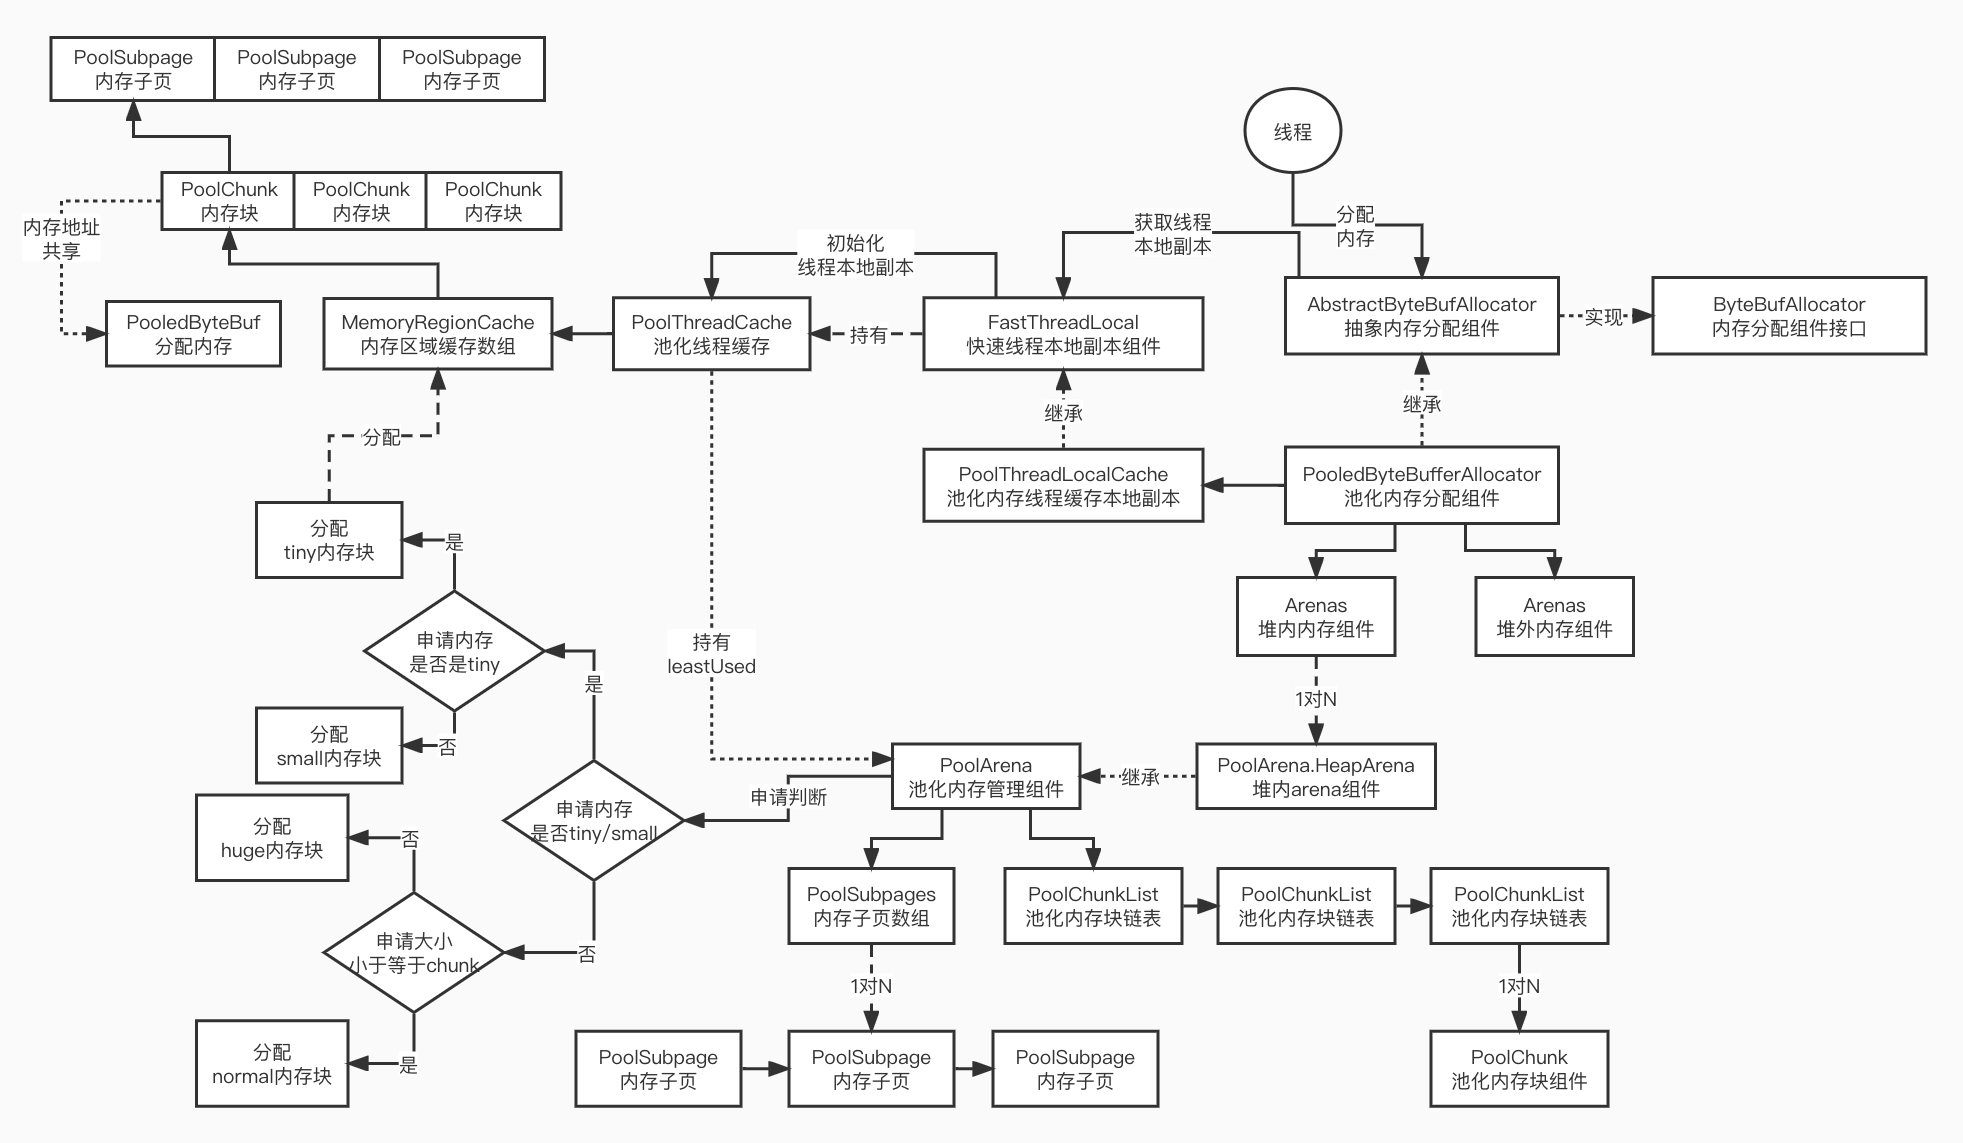 PoolSubpage
内存子页
PoolSubpage
内存子页
PoolSubpage
内存子页
线程
PoolChunk
内存块
PoolChunk
内存块
PoolChunk
内存块
内存地址
共享
初始化
线程本地副本
获取线程
本地副本
分配
内存
PooledByteBuf
分配内存
MemoryRegionCache
内存区域缓存数组
PoolThreadCache
池化线程缓存
持有
FastThreadLocal
快速线程本地副本组件
AbstractByteBufAllocator
抽象内存分配组件
实现
ByteBufAllocator
内存分配组件接口
分配
继承
继承
PoolThreadLocalCache
池化内存线程缓存本地副本
PooledByteBufferAllocator
池化内存分配组件
分配
tiny内存块
是
Arenas
堆内内存组件
Arenas
堆外内存组件
申请内存
是否是tiny
是
持有
leastUsed
1对N
分配
small内存块
否
PoolArena
池化内存管理组件
继承
PoolArena.HeapArena
堆内arena组件
申请判断
分配
huge内存块
否
申请内存
是否tiny/small
PoolSubpages
内存子页数组
PoolChunkList
池化内存块链表
PoolChunkList
池化内存块链表
PoolChunkList
池化内存块链表
申请大小
小于等于chunk
否
1对N
1对N
分配
normal内存块
是
PoolSubpage
内存子页
PoolSubpage
内存子页
PoolSubpage
内存子页
PoolChunk
池化内存块组件